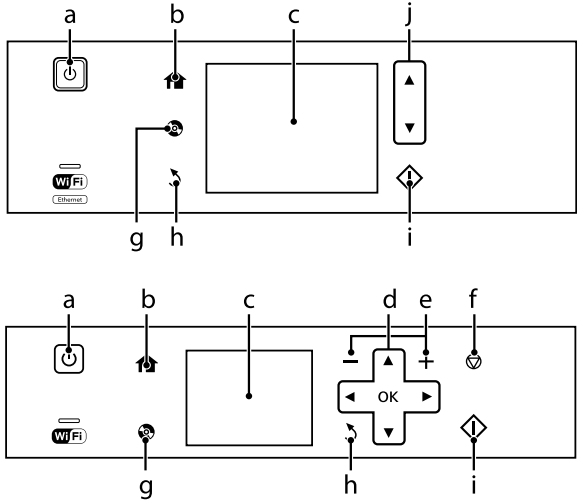 a b c j
WiFi
Ethernet
g h i
a b c d e f
OK
WiFi
g h i